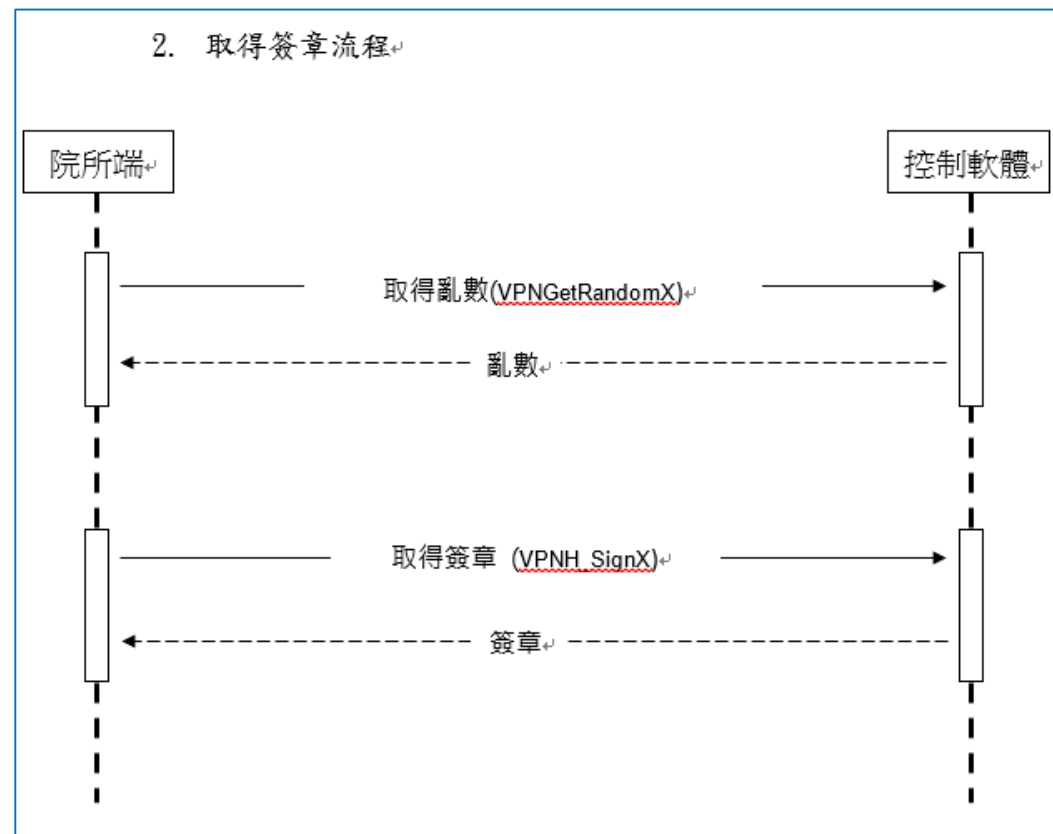 2. 取得簽章流程
院所端
控制軟體
取得亂數(VPNGetRandomX)
亂數
取得簽章 (VPNH_SignX)
簽章